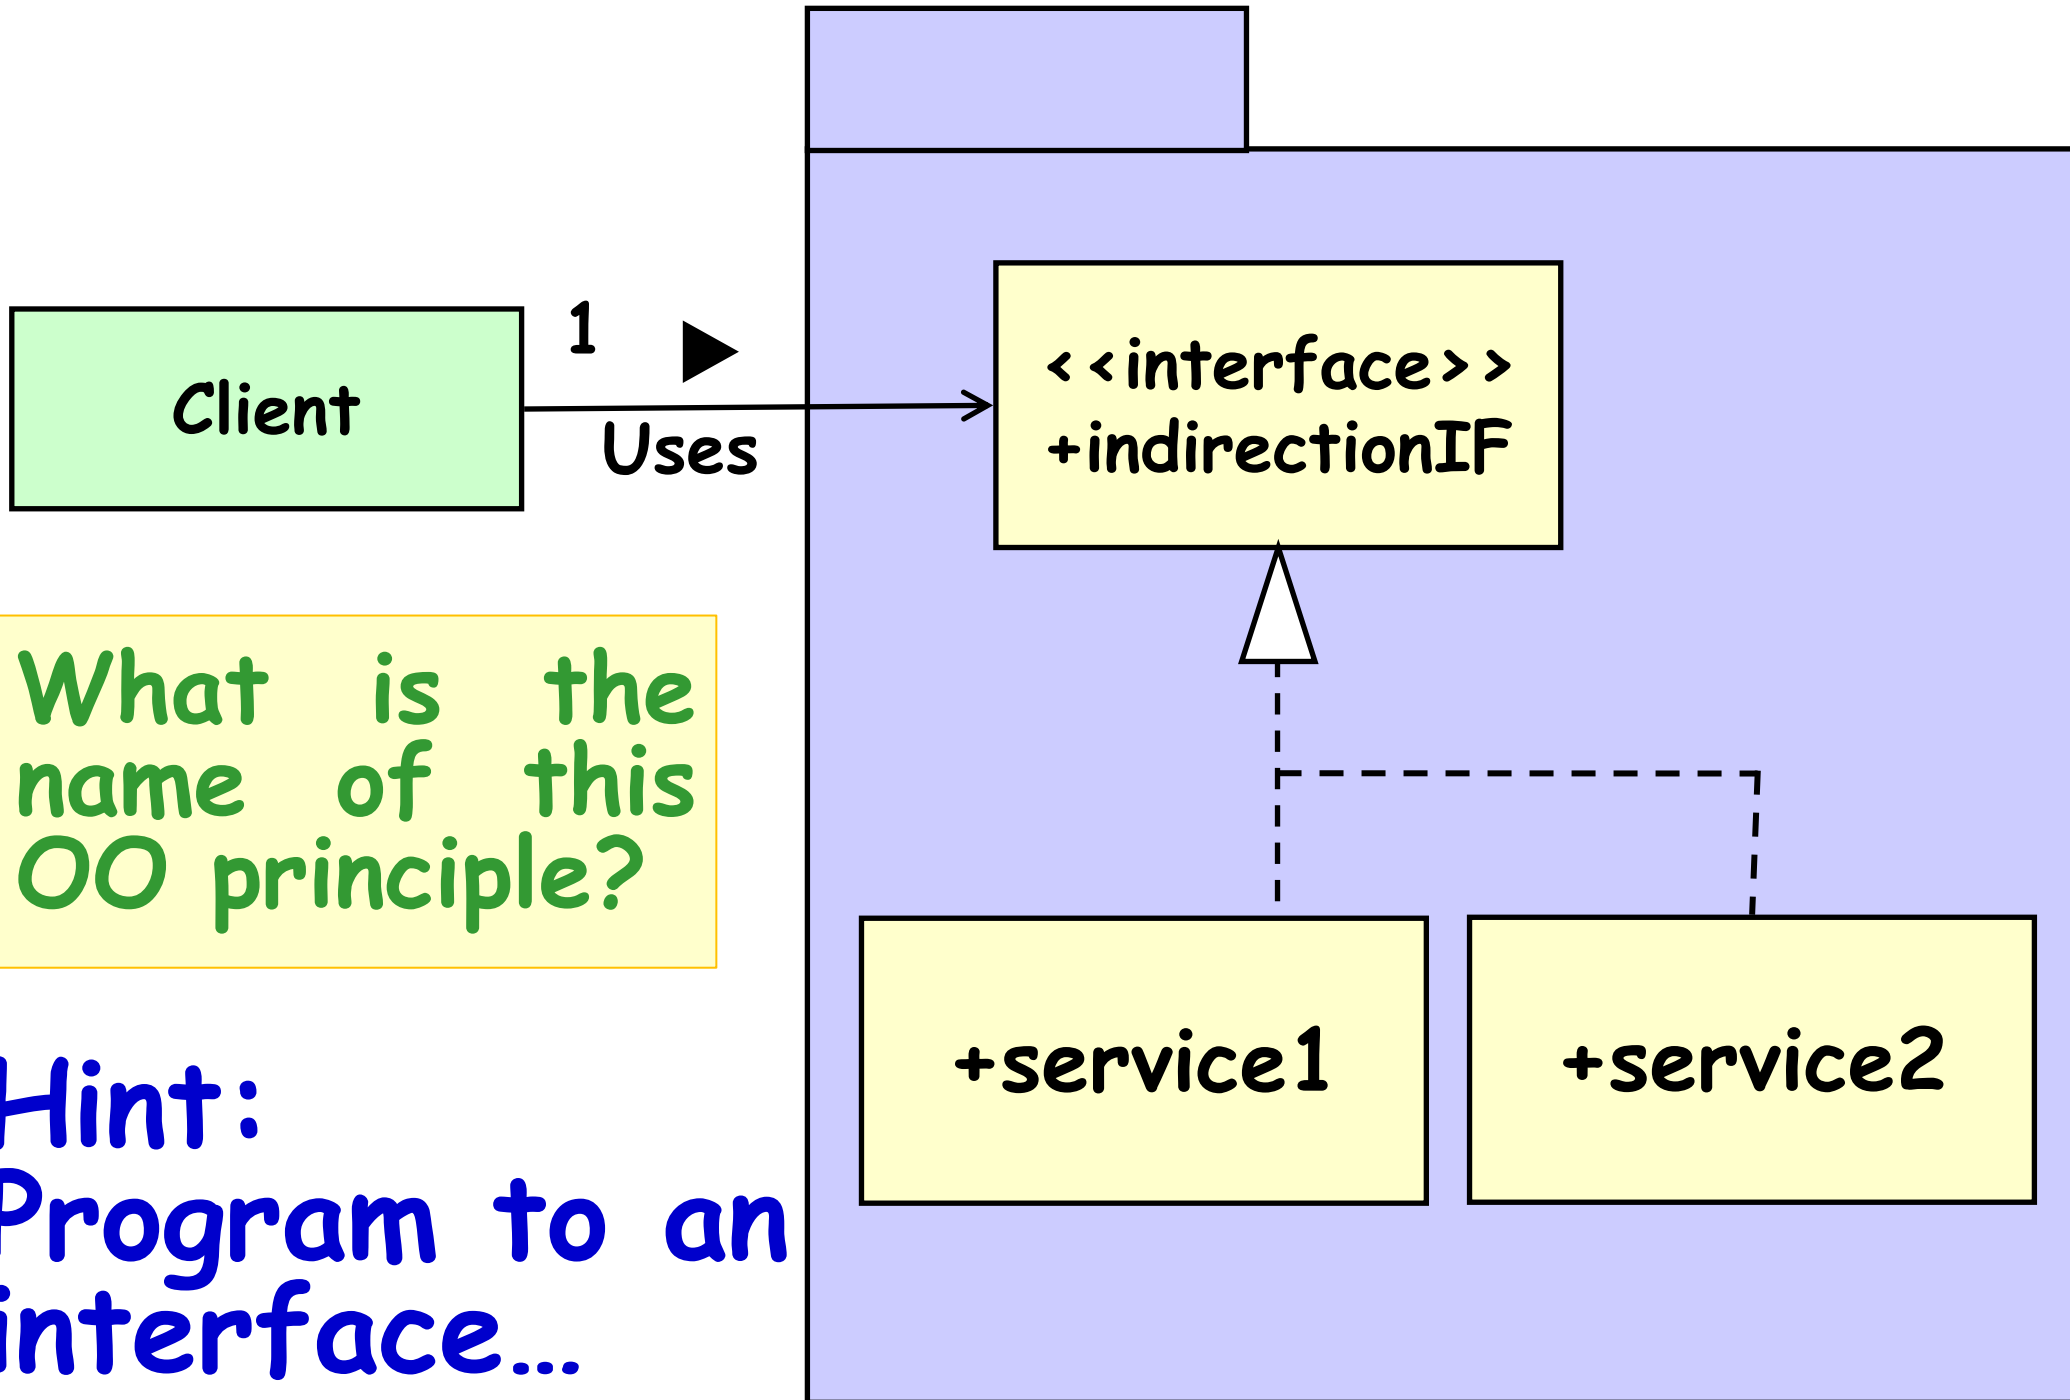 Client
1
Uses
<<interface>>
+indirectionIF
What is the
name of this
OO principle?
Hint:
Program to an
interface...
+service1
+service2